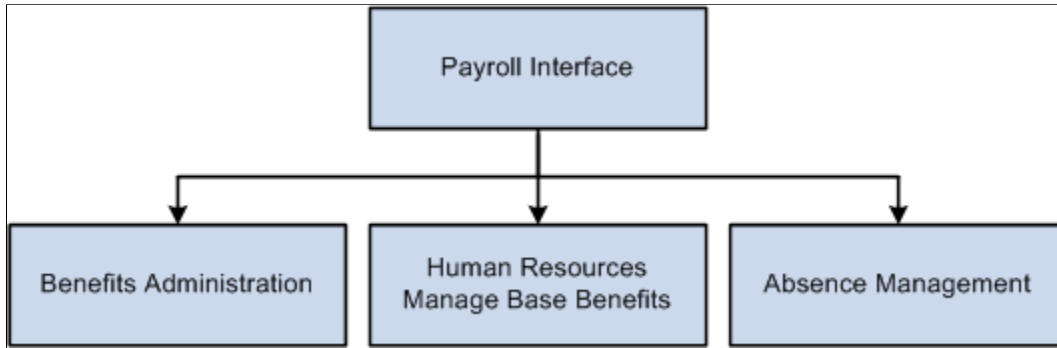 Payroll Interface
Benefits Administration
Human Resources
Manage Base Benefits
Absence Management